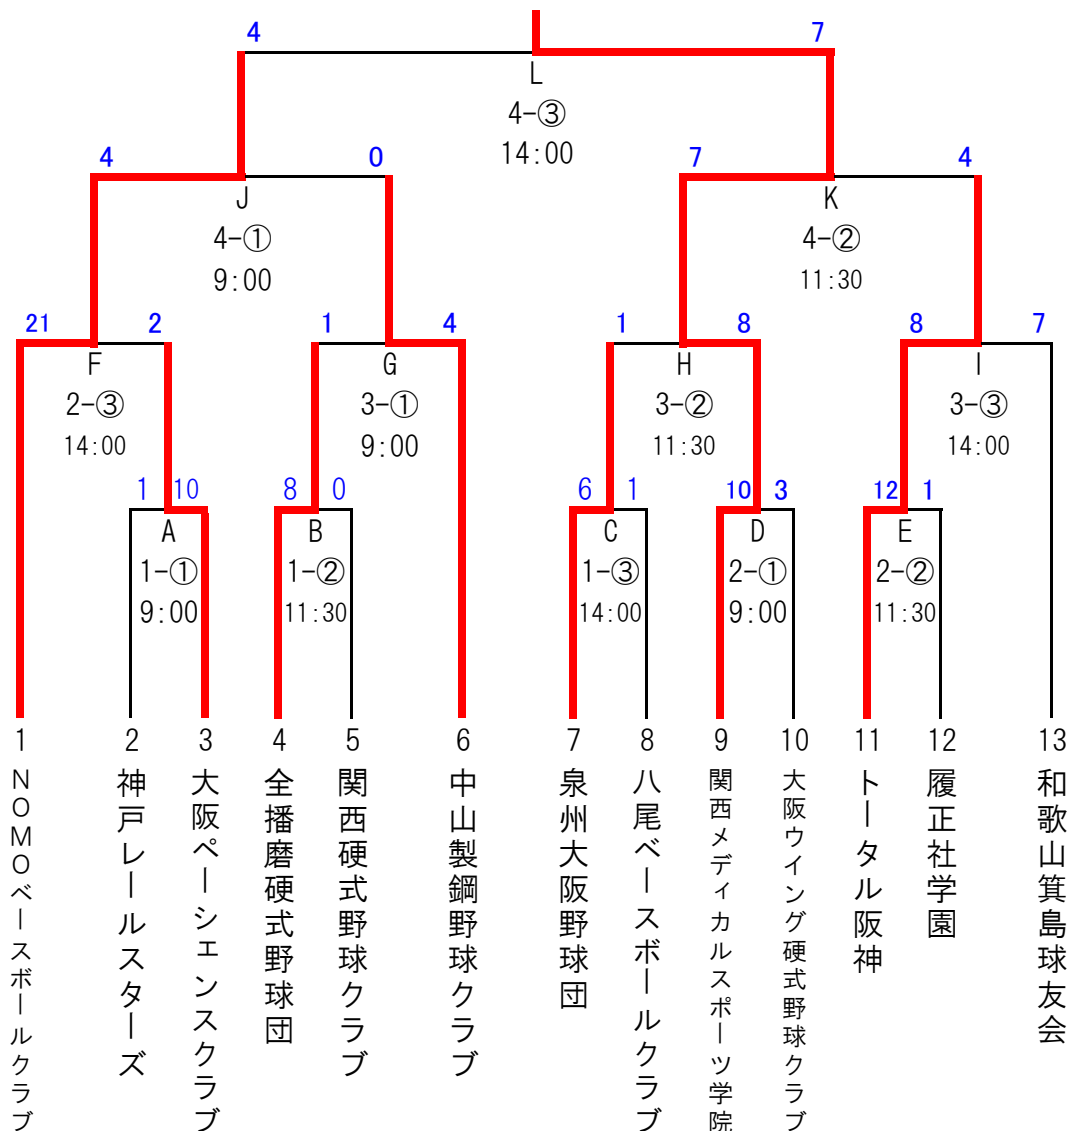 4 7
L
4-③
14:00
4 0 7 4
J K
4-① 4-②
9:00 11:30
21 2 1 4 1 8 8 7
F G H I
2-③ 3-① 3-② 3-③
14:00 9:00 11:30 14:00
1 10 8 0 6 1 10 3 12 1
A B C D E
1-① 1-② 1-③ 2-① 2-②
9:00 11:30 14:00 9:00 11:30
1 2 3 4 5 6 7 8 9 10 11 12 13
NOMOベースボールクラブ
神戸レールスターズ
大阪ペーシェンスクラブ
全播磨硬式野球団
関西硬式野球クラブ
中山製鋼野球クラブ
泉州大阪野球団
八尾ベースボールクラブ
関西メディカルスポーツ学院
大阪ウイング硬式野球クラブ
トータル阪神
履正社学園
和歌山箕島球友会